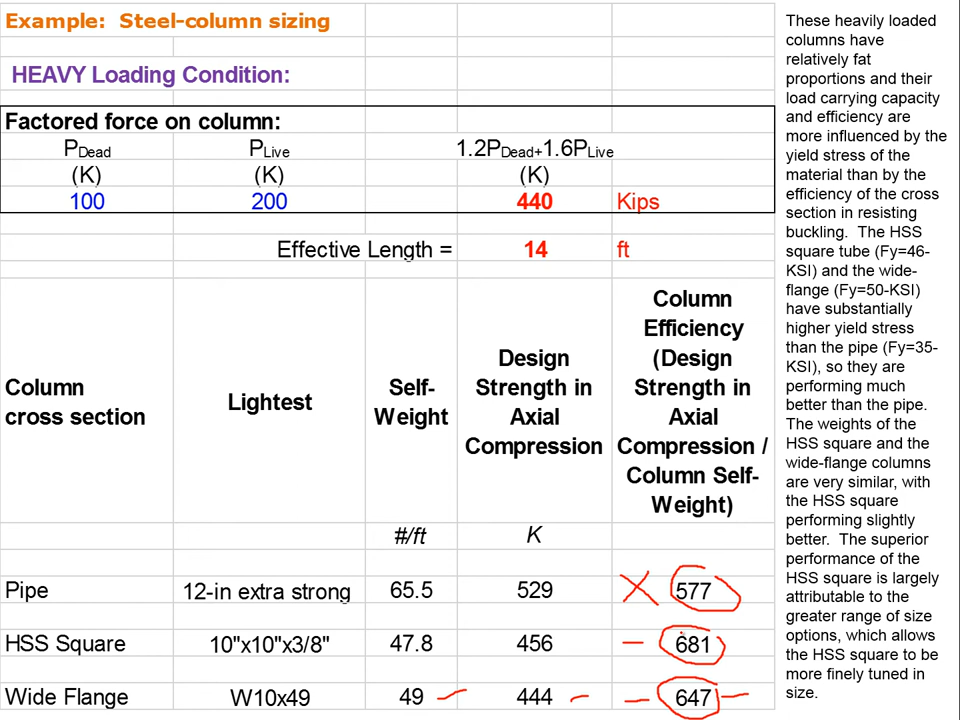 Example: Steel-column sizing
HEAVY Loading Condition:
Factored force on column:
PDead PLive 1.2PDead+1.6PLive
(K) (K) (K)
100 200 440 Kips
Effective Length = 14 ft
Column
cross section
Lightest
Self-
Weight
Design
Strength in
Axial
Compression
Column
Efficiency
(Design
Strength in
Axial
Compression /
Column Self-
Weight)
#/ft K
Pipe 12-in extra strong 65.5 529 577
HSS Square 10"x10"x3/8" 47.8 456 681
Wide Flange W10x49 49 444 647
These heavily loaded
columns have
relatively fat
proportions and their
load carrying capacity
and efficiency are
more influenced by the
yield stress of the
material than by the
efficiency of the cross
section in resisting
buckling. The HSS
square tube (Fy=46-
KSI) and the wide-
flange (Fy=50-KSI)
have substantially
higher yield stress
than the pipe (Fy=35-
KSI), so they are
performing much
better than the pipe.
The weights of the
HSS square and the
wide-flange columns
are very similar, with
the HSS square
performing slightly
better. The superior
performance of the
HSS square is largely
attributable to the
greater range of size
options, which allows
the HSS square to be
more finely tuned in
size.